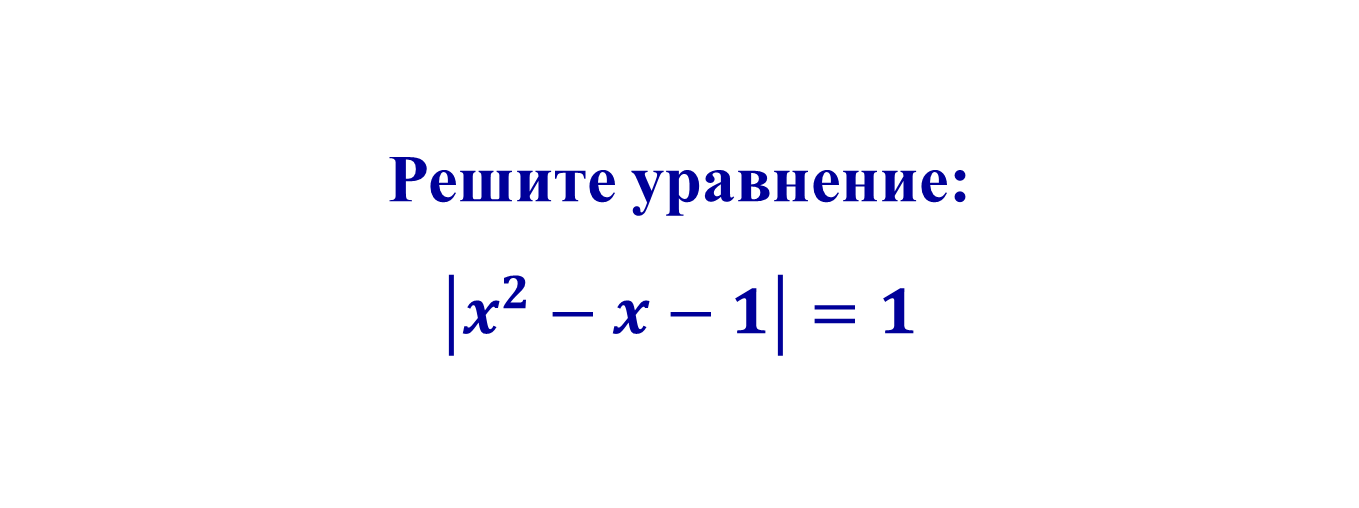 Решите уравнение:
|x² − x − 1| = 1